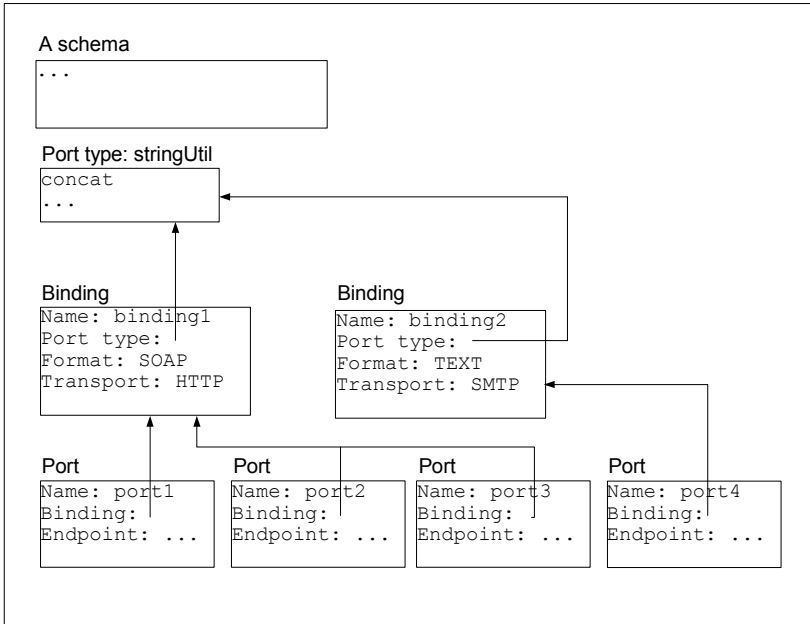 A schema
...
Port type: stringUtil
concat
...
Binding
Name: binding1
Port type:
Format: SOAP
Transport: HTTP
Binding
Name: binding2
Port type:
Format: TEXT
Transport: SMTP
Port
Name: port1
Binding:
Endpoint: ...
Port
Name: port2
Binding:
Endpoint: ...
Port
Name: port3
Binding:
Endpoint: ...
Port
Name: port4
Binding:
Endpoint: ...